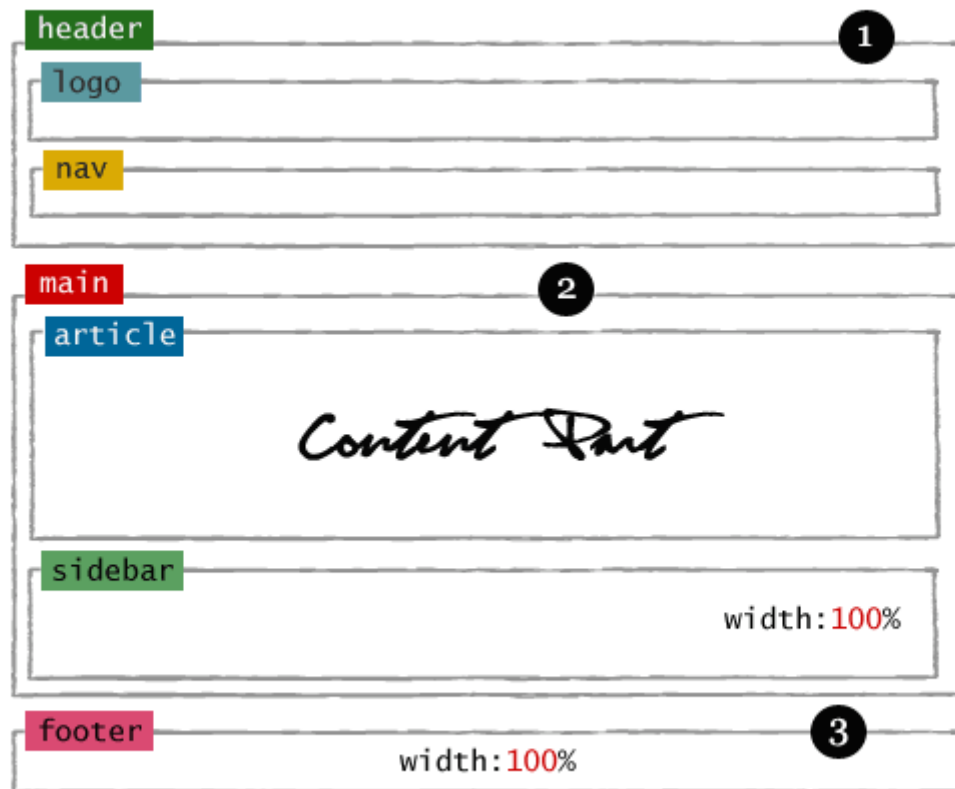 header
1
logo
nav
main
2
article
Content Part
sidebar
width:100%
footer
3
width:100%